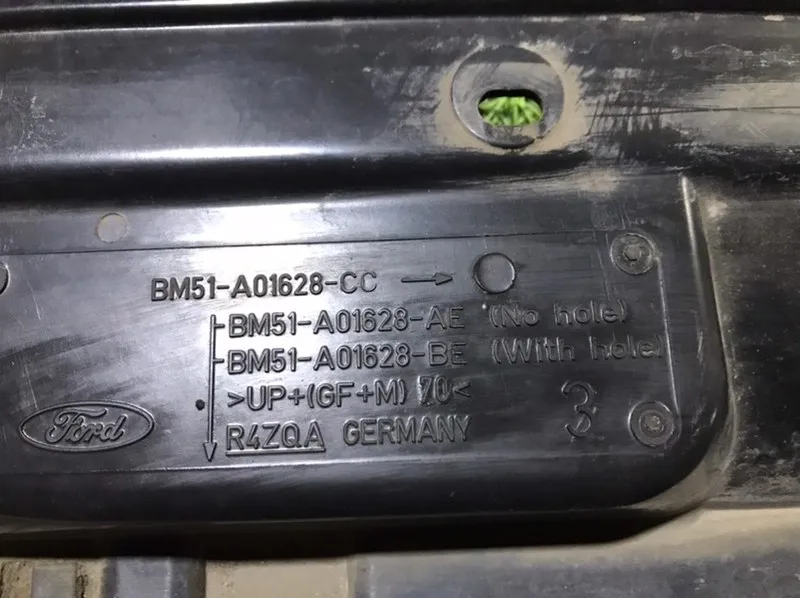 BM51-A01628-CC
BM51-A01628-AE (No hole)
BM51-A01628-BE (With hole)
>UP+(GF+M) 70<
R4ZQA GERMANY
3
Ford